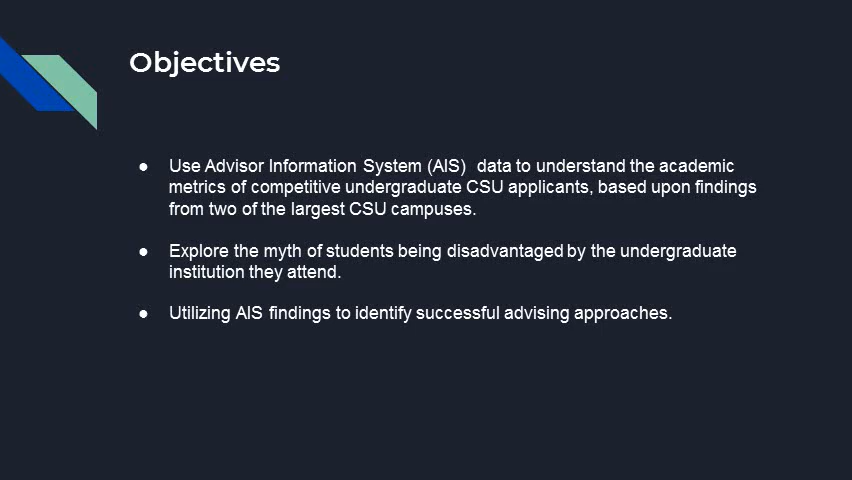 Objectives
● Use Advisor Information System (AIS)  data to understand the academic
metrics of competitive undergraduate CSU applicants, based upon findings
from two of the largest CSU campuses.
● Explore the myth of students being disadvantaged by the undergraduate
institution they attend.
● Utilizing AIS findings to identify successful advising approaches.